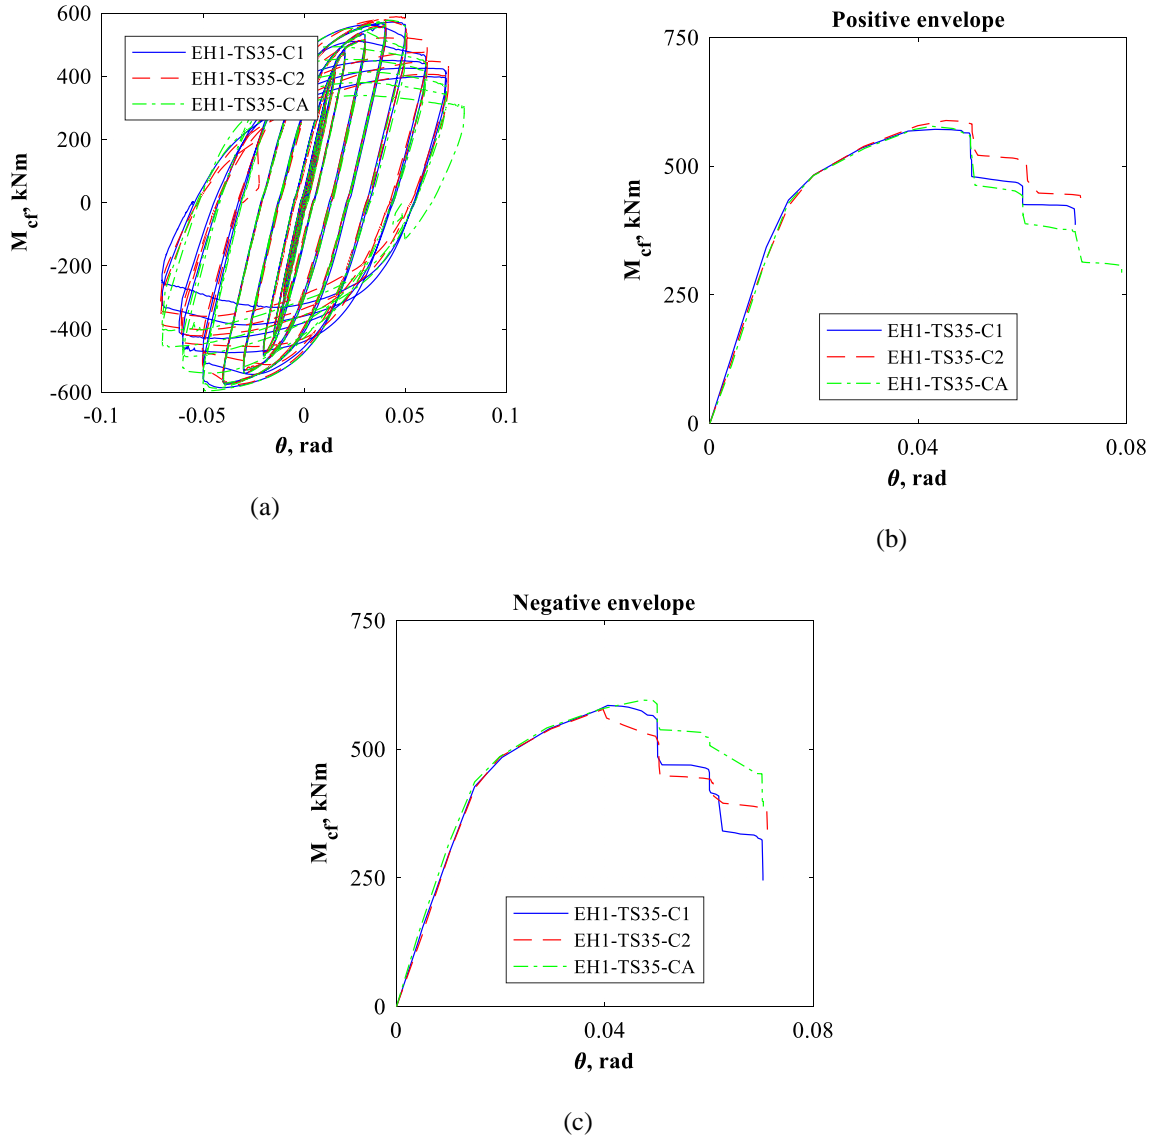 600
400
200
0
-200
-400
-600
M_cf, kNm
EH1-TS35-C1
EH1-TS35-C2
EH1-TS35-CA
-0.1
-0.05
0
0.05
0.1
θ, rad
(a)
Positive envelope
750
500
250
0
M_cf, kNm
EH1-TS35-C1
EH1-TS35-C2
EH1-TS35-CA
0
0.04
0.08
θ, rad
(b)
Negative envelope
750
500
250
0
M_cf, kNm
EH1-TS35-C1
EH1-TS35-C2
EH1-TS35-CA
0
0.04
0.08
θ, rad
(c)